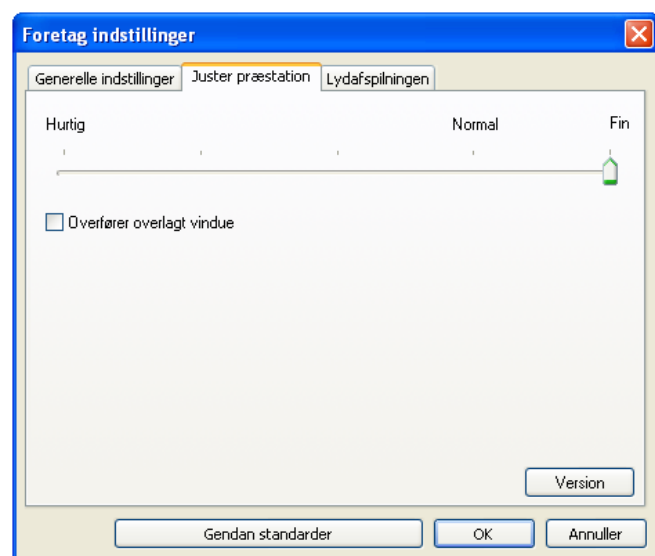 Foretag indstillinger
Generelle indstillinger Juster præstation Lydafspilningen
Hurtig Normal Fin
Overfører overlagt vindue
Version
Gendan standarder OK Annuller